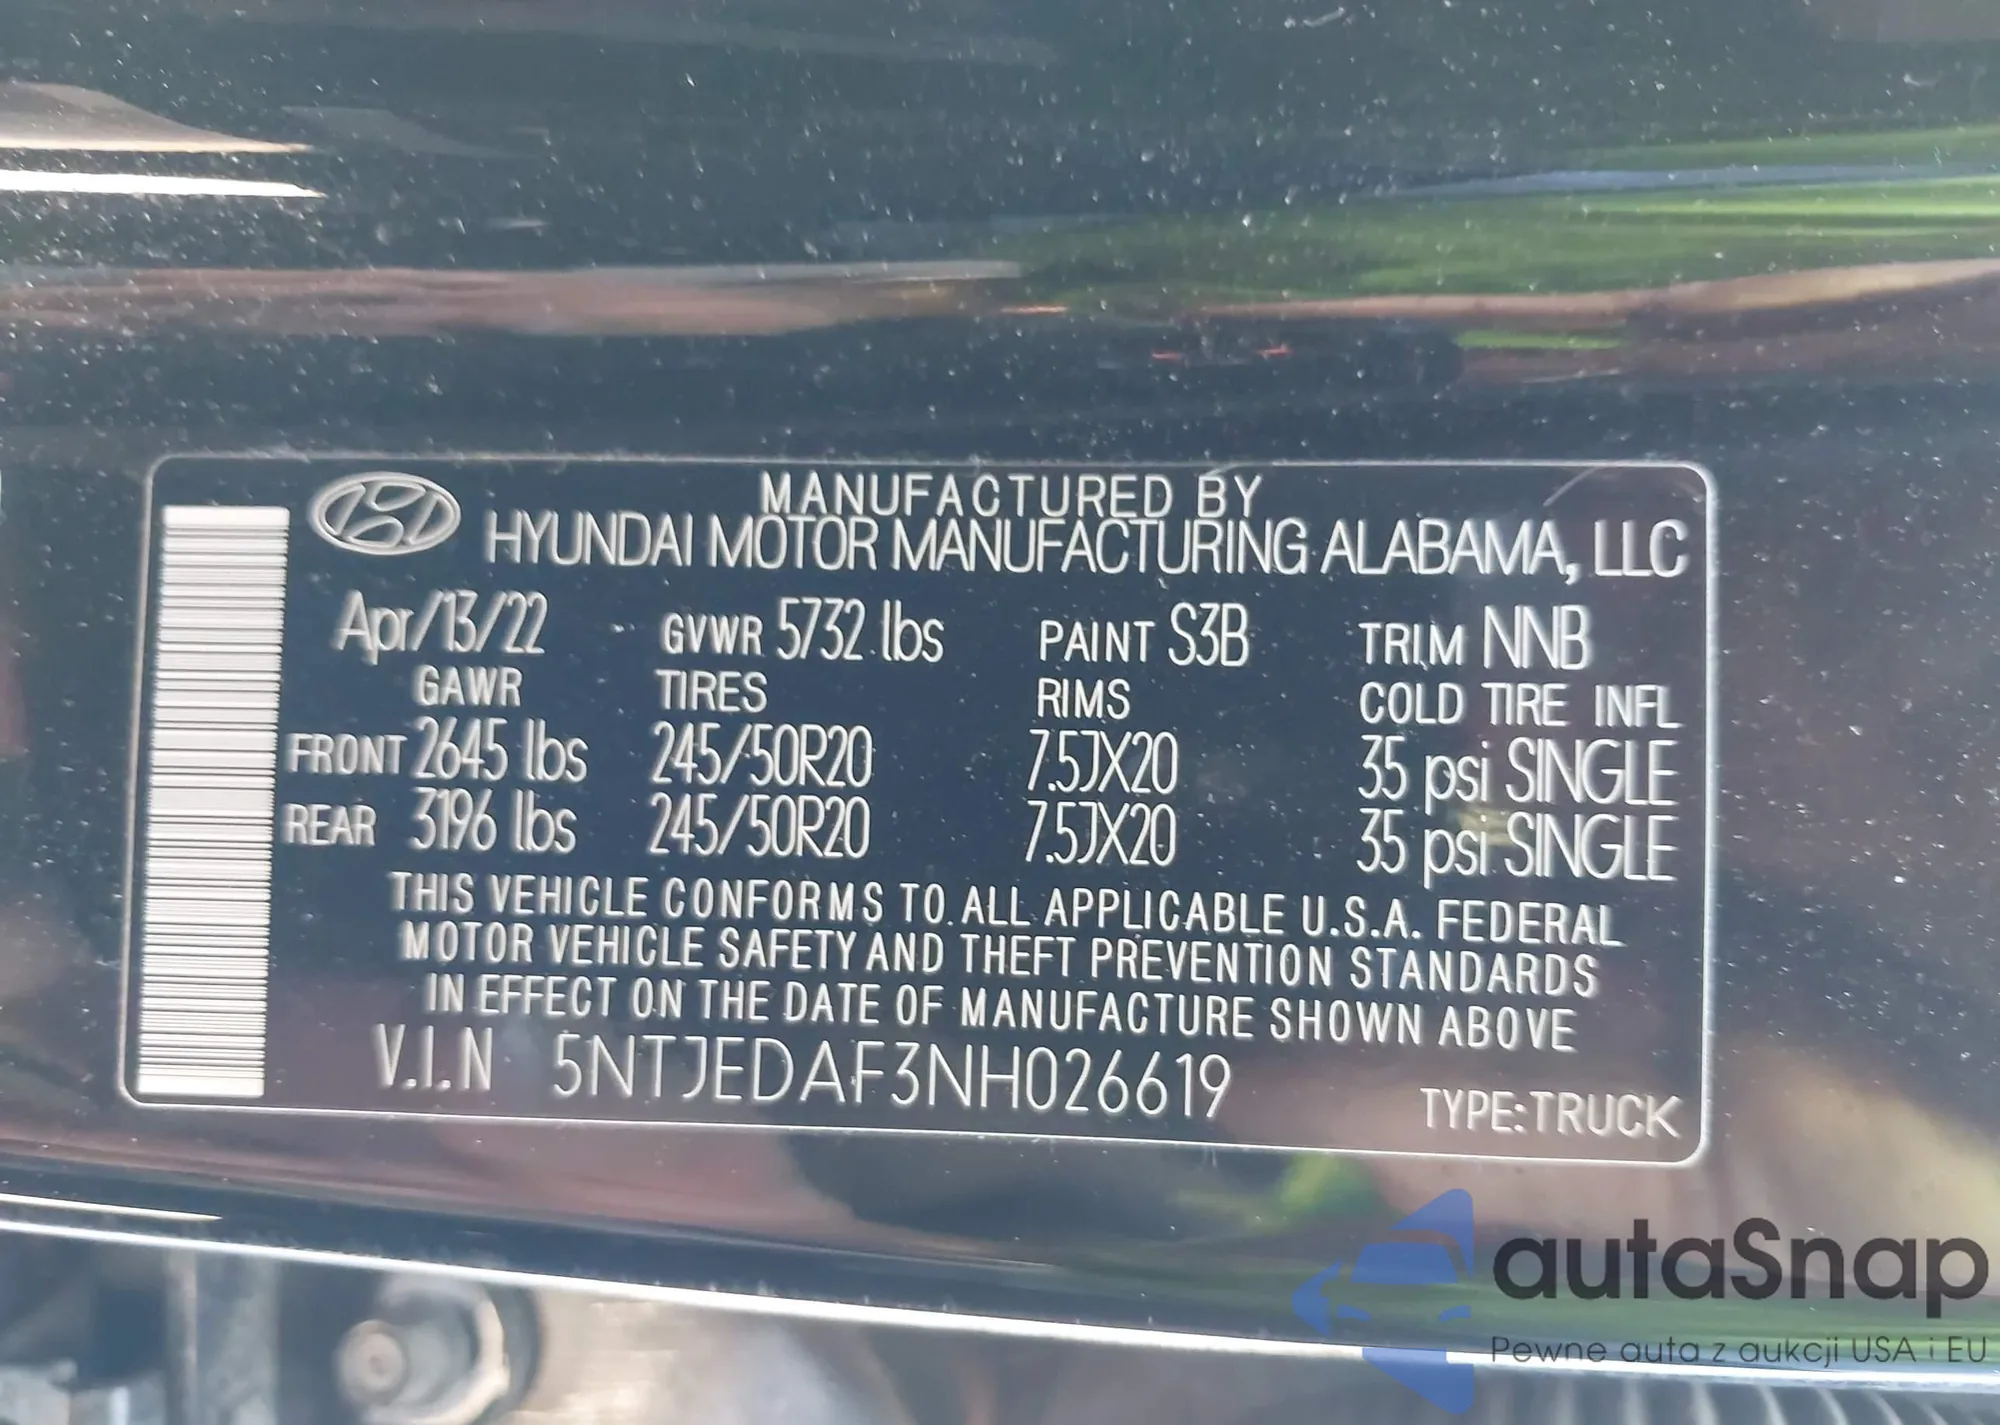 MANUFACTURED BY
HYUNDAI MOTOR MANUFACTURING ALABAMA, LLC
Apr/13/22 GVWR 5732 lbs PAINT S3B TRIM NNB
GAWR TIRES RIMS COLD TIRE INFL
FRONT 2645 lbs 245/50R20 7.5JX20 35 psi SINGLE
REAR 3196 lbs 245/50R20 7.5JX20 35 psi SINGLE
THIS VEHICLE CONFORMS TO ALL APPLICABLE U.S.A. FEDERAL
MOTOR VEHICLE SAFETY AND THEFT PREVENTION STANDARDS
IN EFFECT ON THE DATE OF MANUFACTURE SHOWN ABOVE
V.I.N 5NTJEDAF3NH026619
TYPE:TRUCK
autaSnap
Pewne auta z aukcji USA i EU